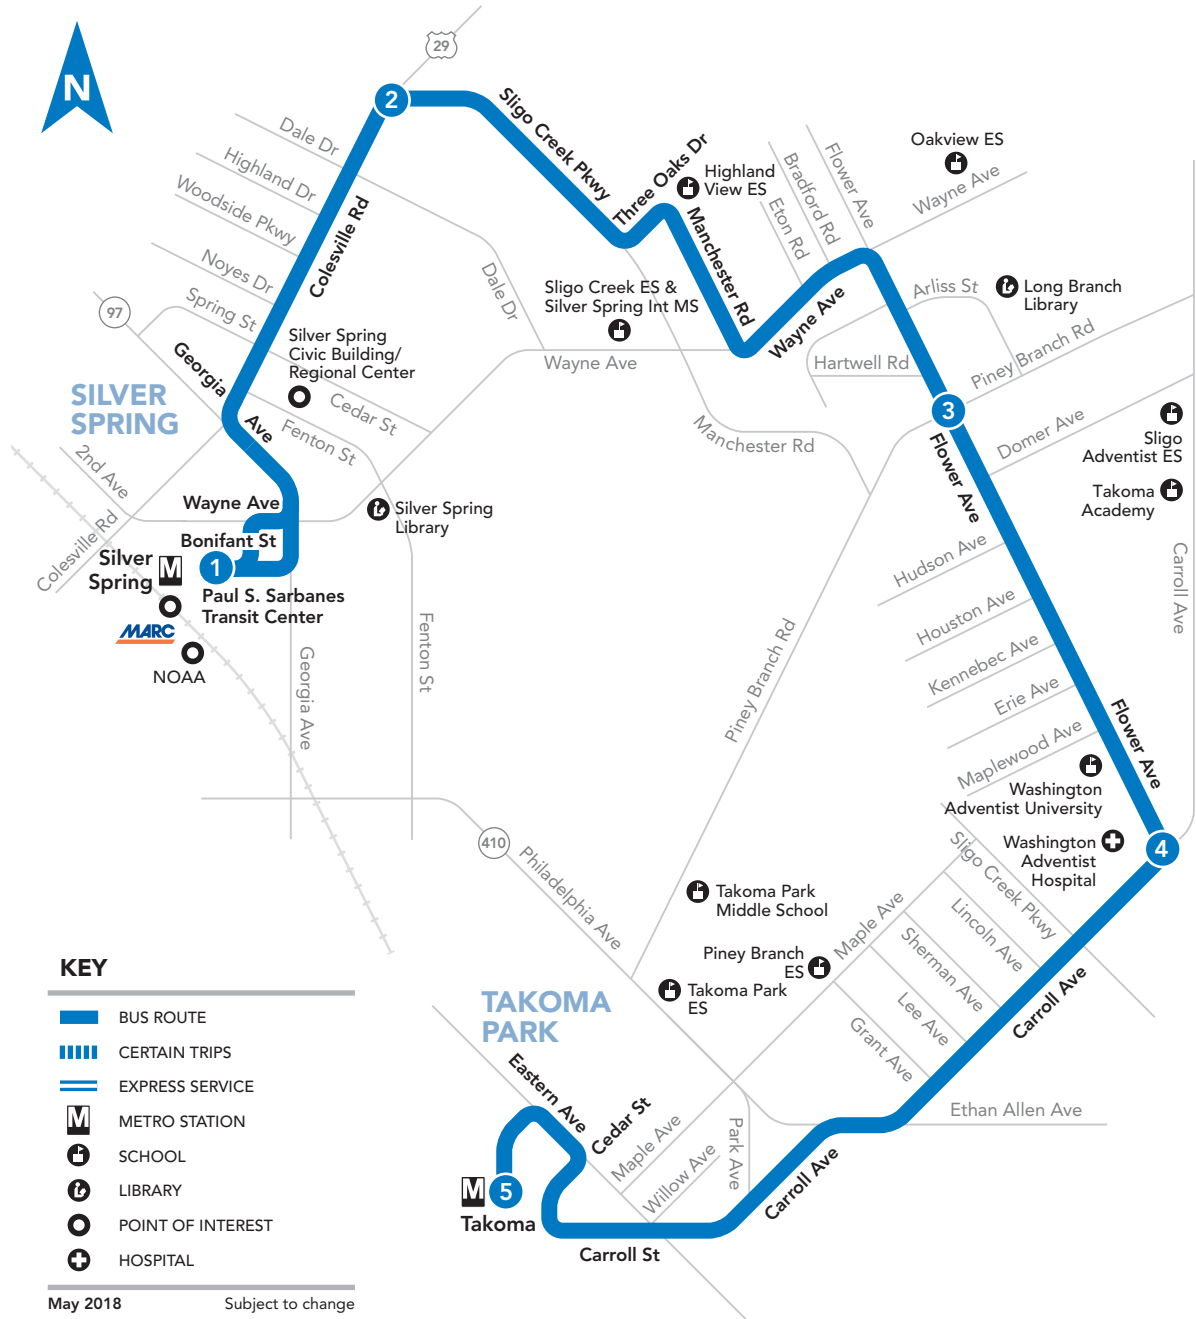 N
29
2
Sligo Creek Pkwy
Three Oaks Dr
Highland
View ES
Oakview ES
Dale Dr
Highland Dr
Woodside Pkwy
Noyes Dr
Spring St
Colesville Rd
Dale Dr
Manchester Rd
Eton Rd
Bradford Rd
Flower Ave
Wayne Ave
97
Georgia
Ave
Silver Spring
Civic Building/
Regional Center
Sligo Creek ES &
Silver Spring Int MS
Wayne Ave
Wayne Ave
Arliss St
Long Branch
Library
Hartwell Rd
Piney Branch Rd
SILVER
SPRING
Cedar St
Fenton St
Manchester Rd
3
Flower Ave
Domer Ave
Sligo
Adventist ES
Takoma
Academy
2nd Ave
Wayne Ave
Bonifant St
Silver Spring
Library
Colesville Rd
Silver
Spring
M
1
Paul S. Sarbanes
Transit Center
MARC
NOAA
Georgia Ave
Fenton St
Hudson Ave
Houston Ave
Kennebec Ave
Erie Ave
Maplewood Ave
Carroll Ave
Piney Branch Rd
Flower Ave
Washington
Adventist University
Washington
Adventist
Hospital
4
410
Philadelphia Ave
Sligo Creek Pkwy
Lincoln Ave
Sherman Ave
Lee Ave
Grant Ave
Maple Ave
Takoma Park
Middle School
Piney Branch
ES
Takoma Park
ES
Carroll Ave
Ethan Allen Ave
TAKOMA
PARK
Eastern Ave
Cedar St
Maple Ave
Willow Ave
Park Ave
Carroll Ave
M
5
Takoma
Carroll St
KEY
BUS ROUTE
CERTAIN TRIPS
EXPRESS SERVICE
M
METRO STATION
SCHOOL
LIBRARY
POINT OF INTEREST
HOSPITAL
May 2018
Subject to change